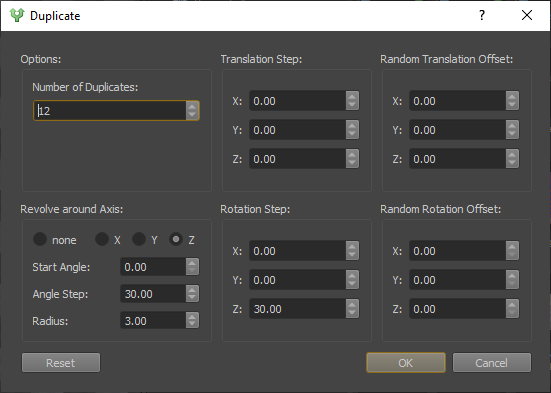 Duplicate
?
Options:
Number of Duplicates:
12
Translation Step:
X: 0.00
Y: 0.00
Z: 0.00
Random Translation Offset:
X: 0.00
Y: 0.00
Z: 0.00
Revolve around Axis:
none X Y Z
Start Angle: 0.00
Angle Step: 30.00
Radius: 3.00
Rotation Step:
X: 0.00
Y: 0.00
Z: 30.00
Random Rotation Offset:
X: 0.00
Y: 0.00
Z: 0.00
Reset OK Cancel